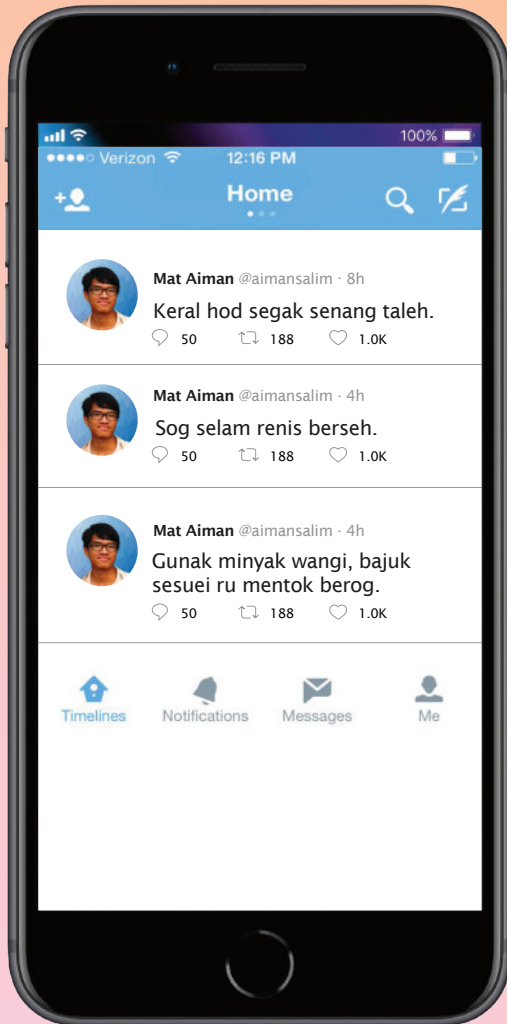 100%
Verizon 12:16 PM
Home
Mat Aiman @aimansalim · 8h
Keral hod segak senang taleh.
50 188 1.0K
Mat Aiman @aimansalim · 4h
Sog selam renis berseh.
50 188 1.0K
Mat Aiman @aimansalim · 4h
Gunak minyak wangi, bajuk
sesuei ru mentok berog.
50 188 1.0K
Timelines Notifications Messages Me